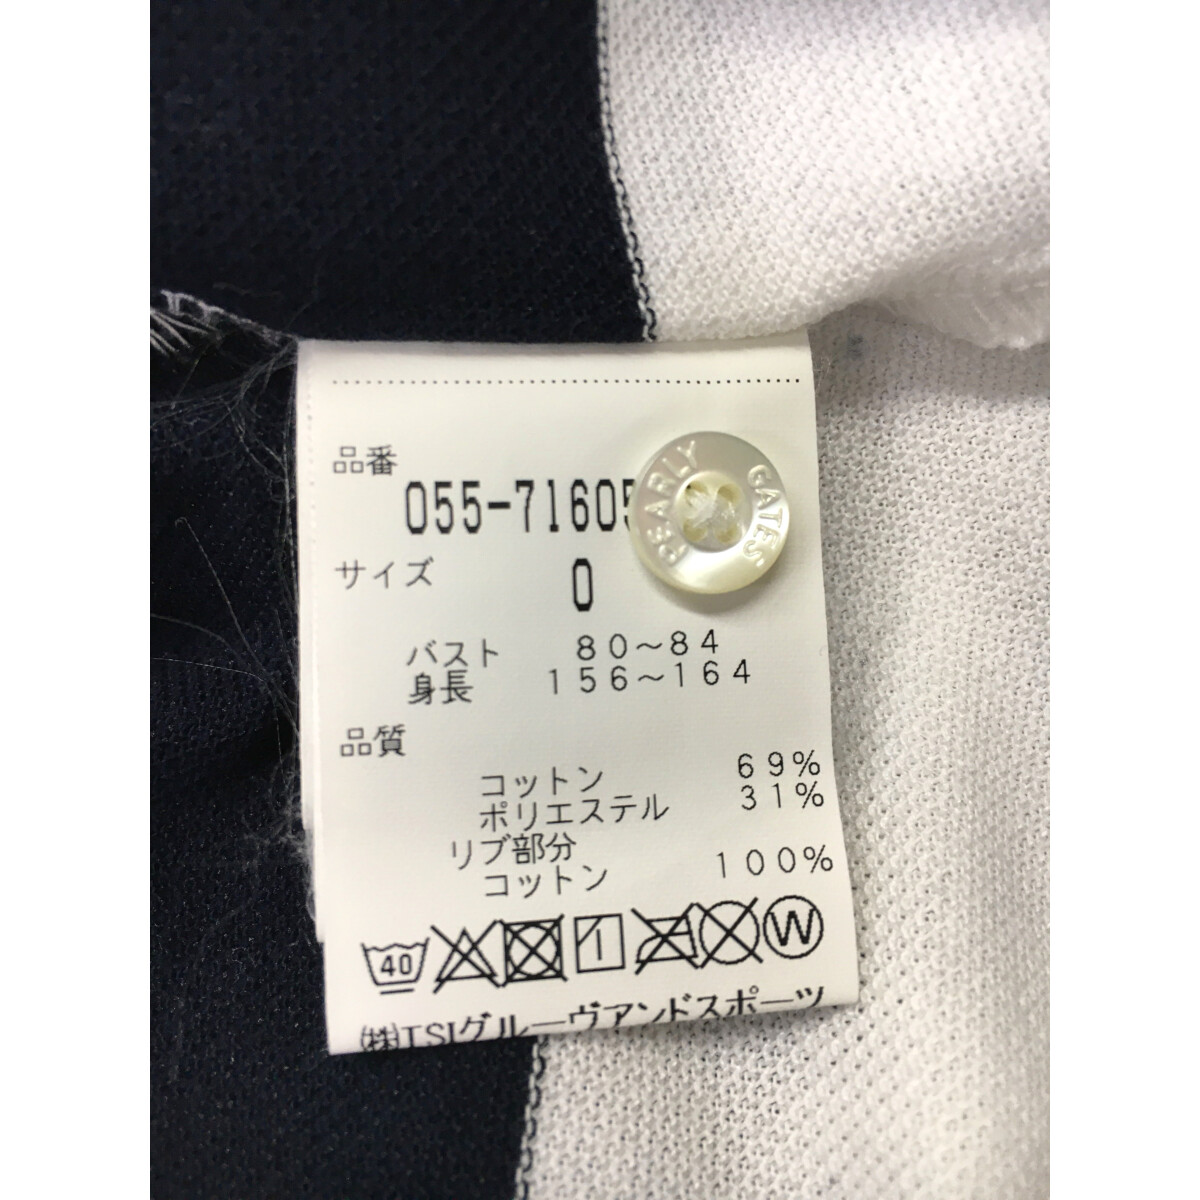 品番
055-71605
PEARLY GATES
サイズ 0
バスト 80~84
身長 156~164
品質
コットン 69%
ポリエステル 31%
リブ部分
コットン 100%
40 W
㈱TSIグルーヴアンドスポーツ